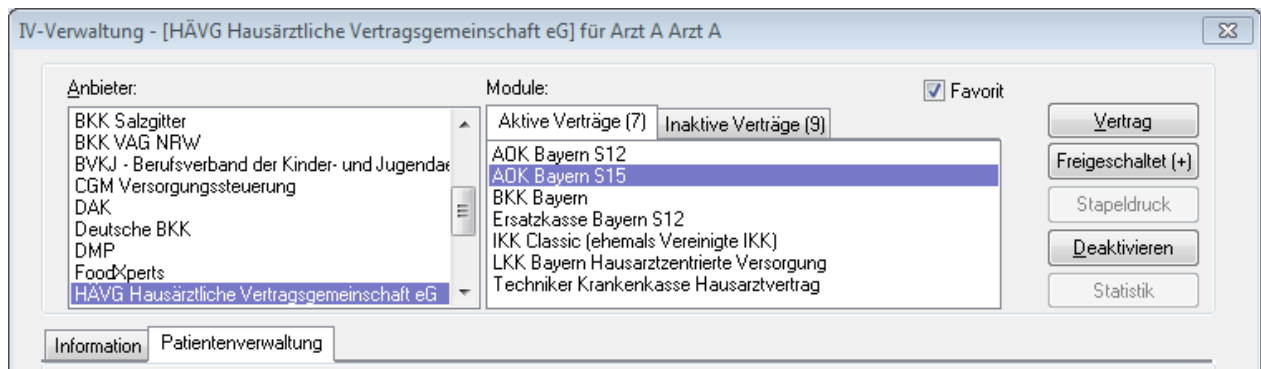 IV-Verwaltung - [HÄVG Hausärztliche Vertragsgemeinschaft eG] für Arzt A Arzt A
Anbieter:
BKK Salzgitter
BKK VAG NRW
BVKJ - Berufsverband der Kinder- und Jugendae
CGM Versorgungssteuerung
DAK
Deutsche BKK
DMP
FoodXperts
HÄVG Hausärztliche Vertragsgemeinschaft eG
Module:
Favorit
Aktive Verträge (7)
Inaktive Verträge (9)
AOK Bayern S12
AOK Bayern S15
BKK Bayern
Ersatzkasse Bayern S12
IKK Classic (ehemals Vereinigte IKK)
LKK Bayern Hausarztzentrierte Versorgung
Techniker Krankenkasse Hausarztvertrag
Vertrag
Freigeschaltet (+)
Stapeldruck
Deaktivieren
Statistik
Information
Patientenverwaltung